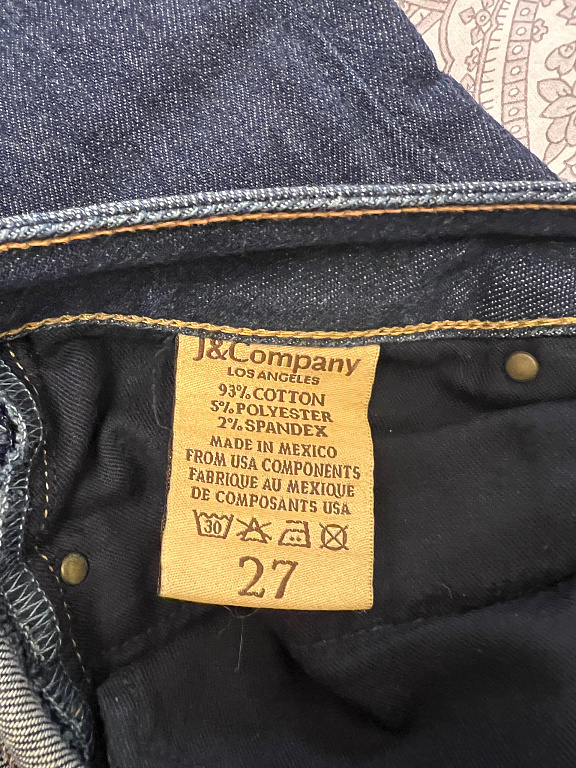 J&Company
LOS ANGELES
93% COTTON
5% POLYESTER
2% SPANDEX
MADE IN MEXICO
FROM USA COMPONENTS
FABRIQUE AU MEXIQUE
DE COMPOSANTS USA
30
27